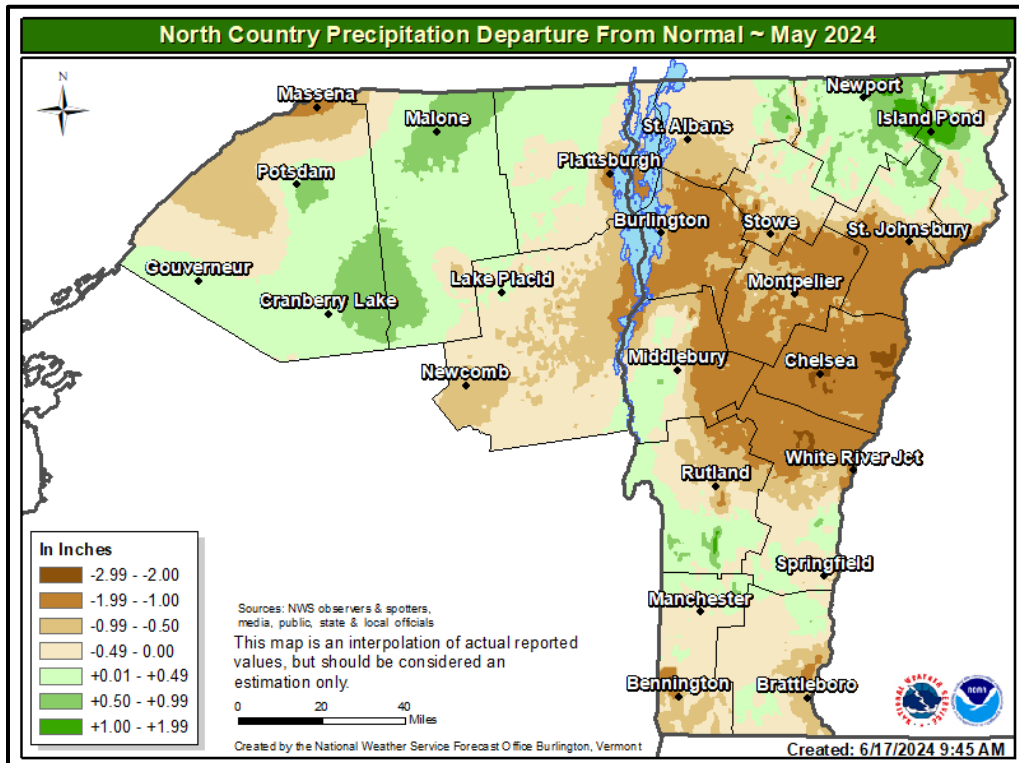 North Country Precipitation Departure From Normal ~ May 2024
N
Massena
Malone
Newport
Island Pond
St. Albans
Plattsburgh
Potsdam
Burlington
Stowe
St. Johnsbury
Gouverneur
Lake Placid
Montpelier
Cranberry Lake
Middlebury
Chelsea
Newcomb
White River Jct
Rutland
Springfield
Manchester
Bennington
Brattleboro
In Inches
-2.99 - -2.00
-1.99 - -1.00
-0.99 - -0.50
-0.49 - 0.00
+0.01 - +0.49
+0.50 - +0.99
+1.00 - +1.99
Sources: NWS observers & spotters,
media, public, state & local officials
This map is an interpolation of actual reported
values, but should be considered an
estimation only.
0 20 40
Miles
Created by the National Weather Service Forecast Office Burlington, Vermont
NATIONAL WEATHER SERVICE
NOAA
Created: 6/17/2024 9:45 AM